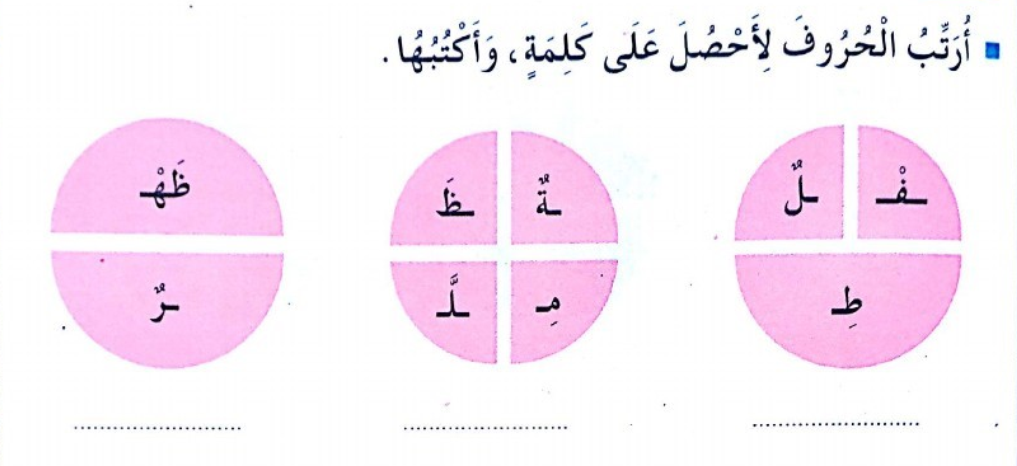 أُرَتِّبُ الْحُرُوفَ لِأَحْصُلَ عَلَى كَلِمَةٍ، وَأَكْتُبُهَا.
ـفْـ ـلٌ
طِـ
ـةٌ ـظَ
مِـ ـلَّـ
ظَهْـ
ـرٌ